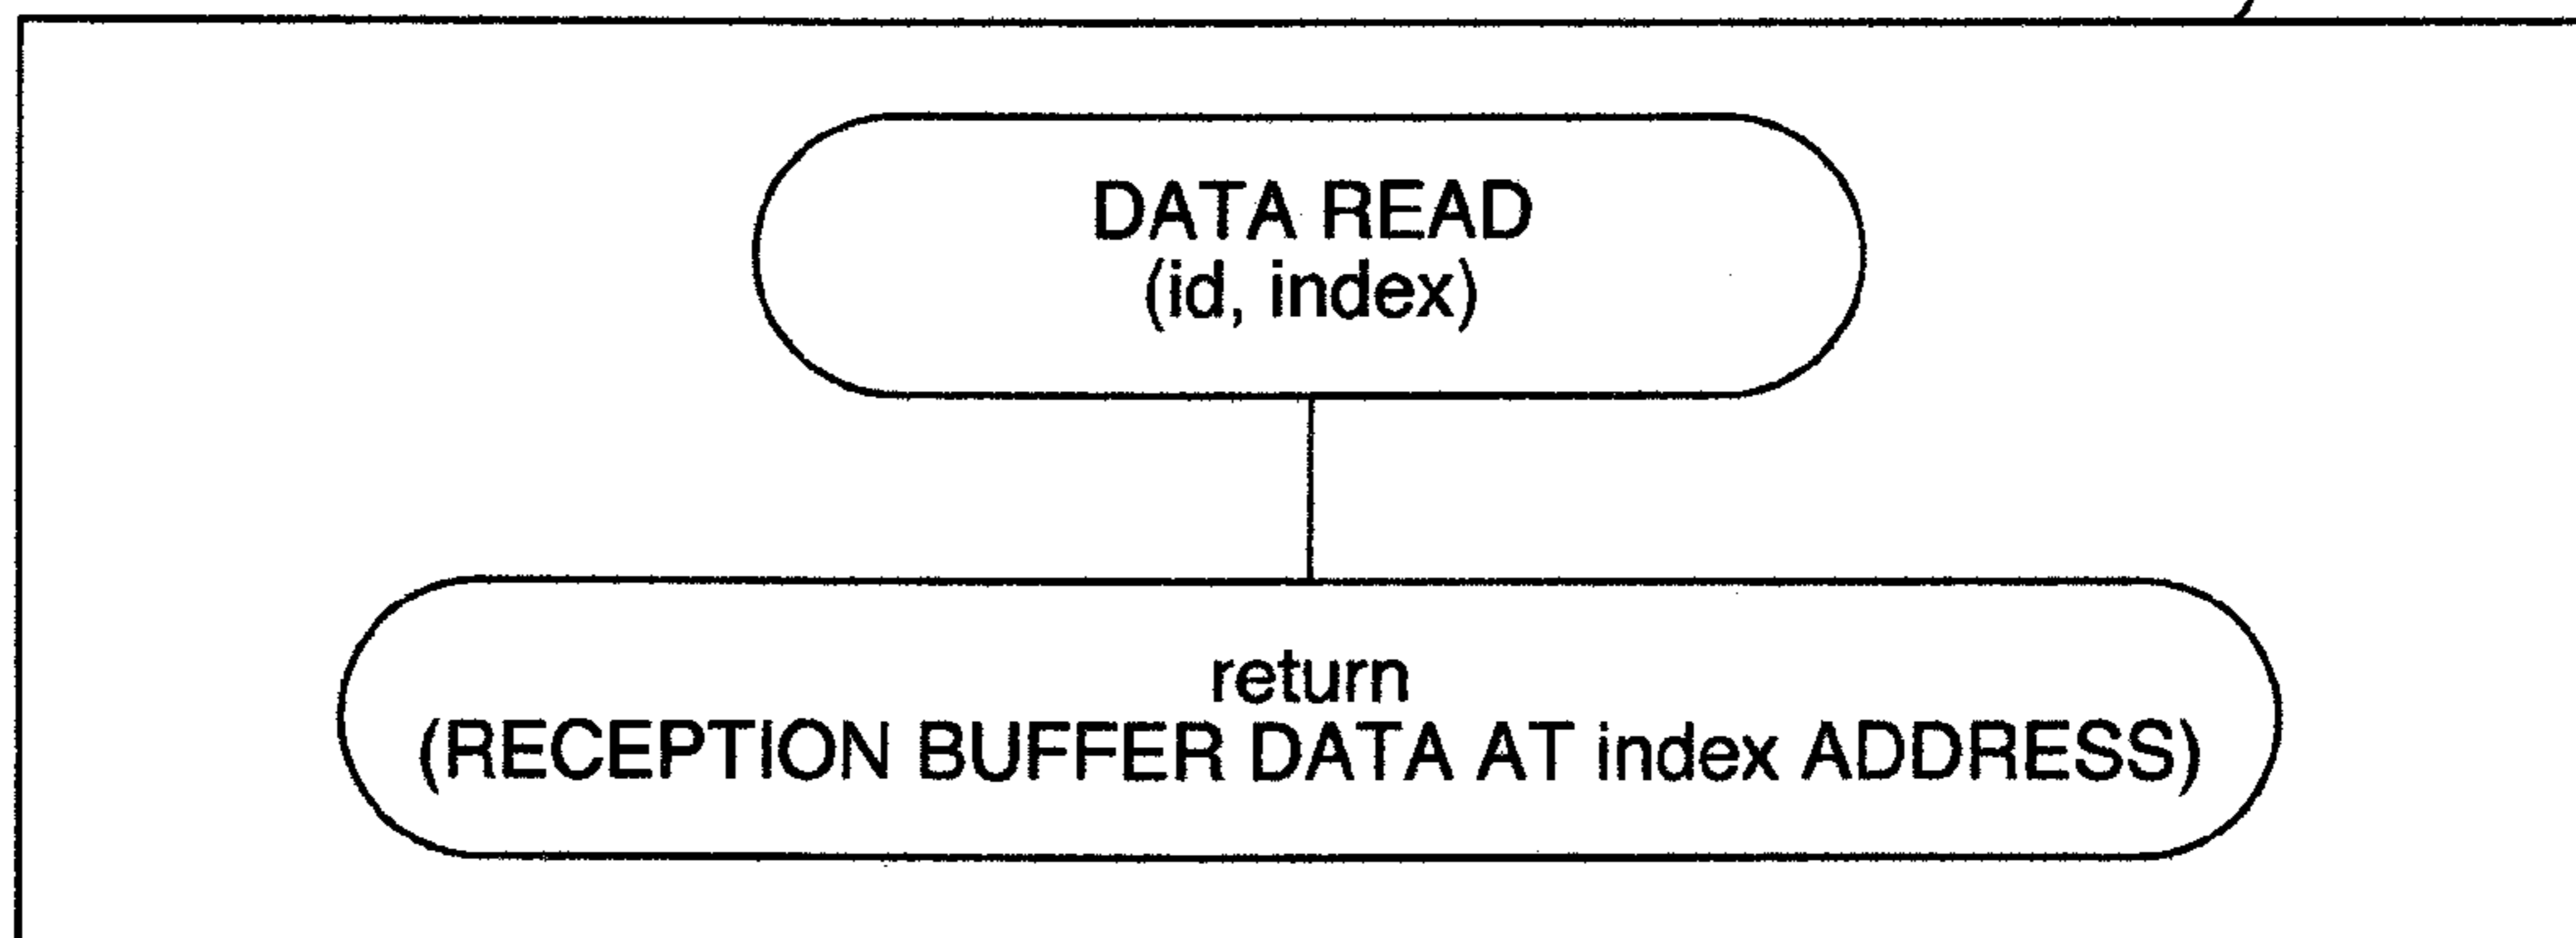 DATA READ
(id, index)
return
(RECEPTION BUFFER DATA AT index ADDRESS)